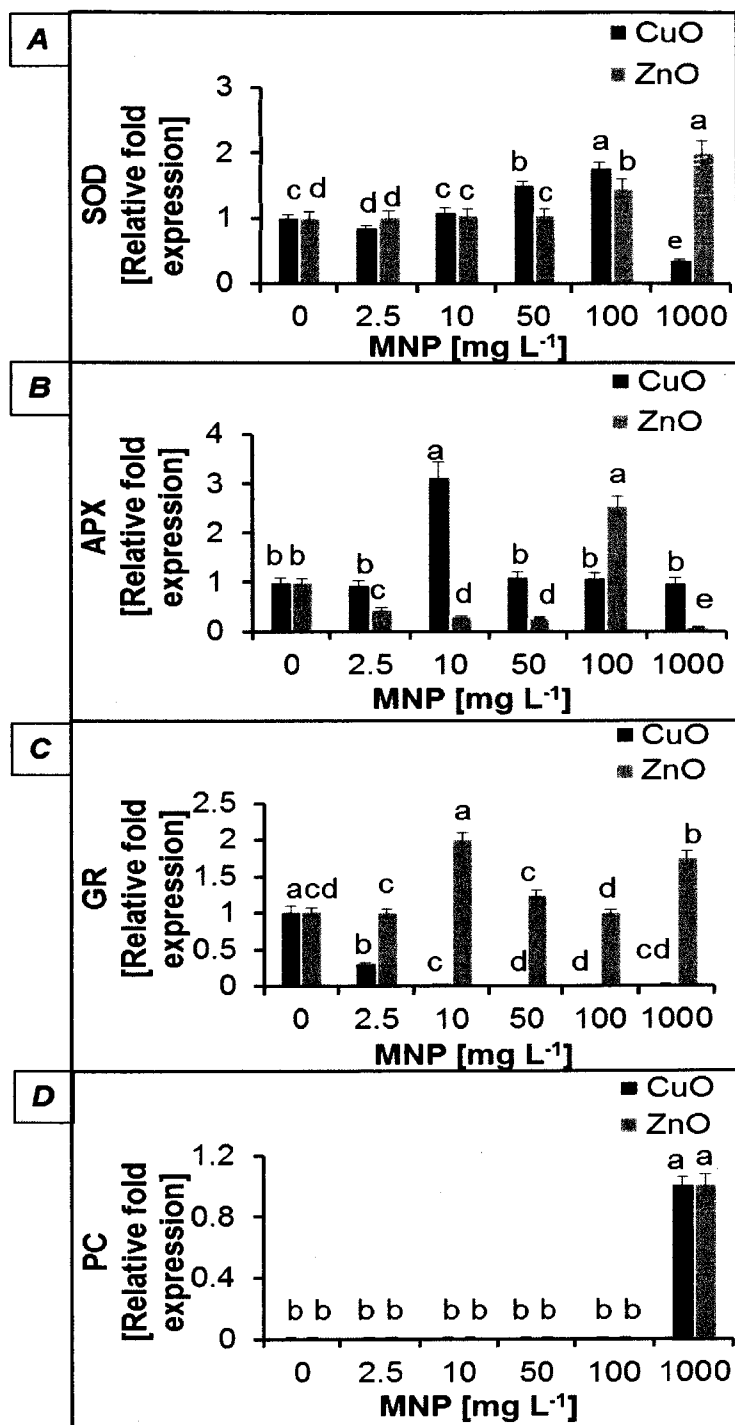 A
CuO
ZnO
SOD
[Relative fold
expression]
3
2
1
0
c d d d c c b c a b e a
0 2.5 10 50 100 1000
MNP [mg L⁻¹]
B
CuO
ZnO
APX
[Relative fold
expression]
4
3
2
1
0
b b b c a d b d b a b e
0 2.5 10 50 100 1000
MNP [mg L⁻¹]
C
CuO
ZnO
GR
[Relative fold
expression]
2.5
2
1.5
1
0.5
0
acd b c c a d c d d cd b
0 2.5 10 50 100 1000
MNP [mg L⁻¹]
D
CuO
ZnO
PC
[Relative fold
expression]
1.2
0.8
0.4
0
b b b b b b b b b b a a
0 2.5 10 50 100 1000
MNP [mg L⁻¹]